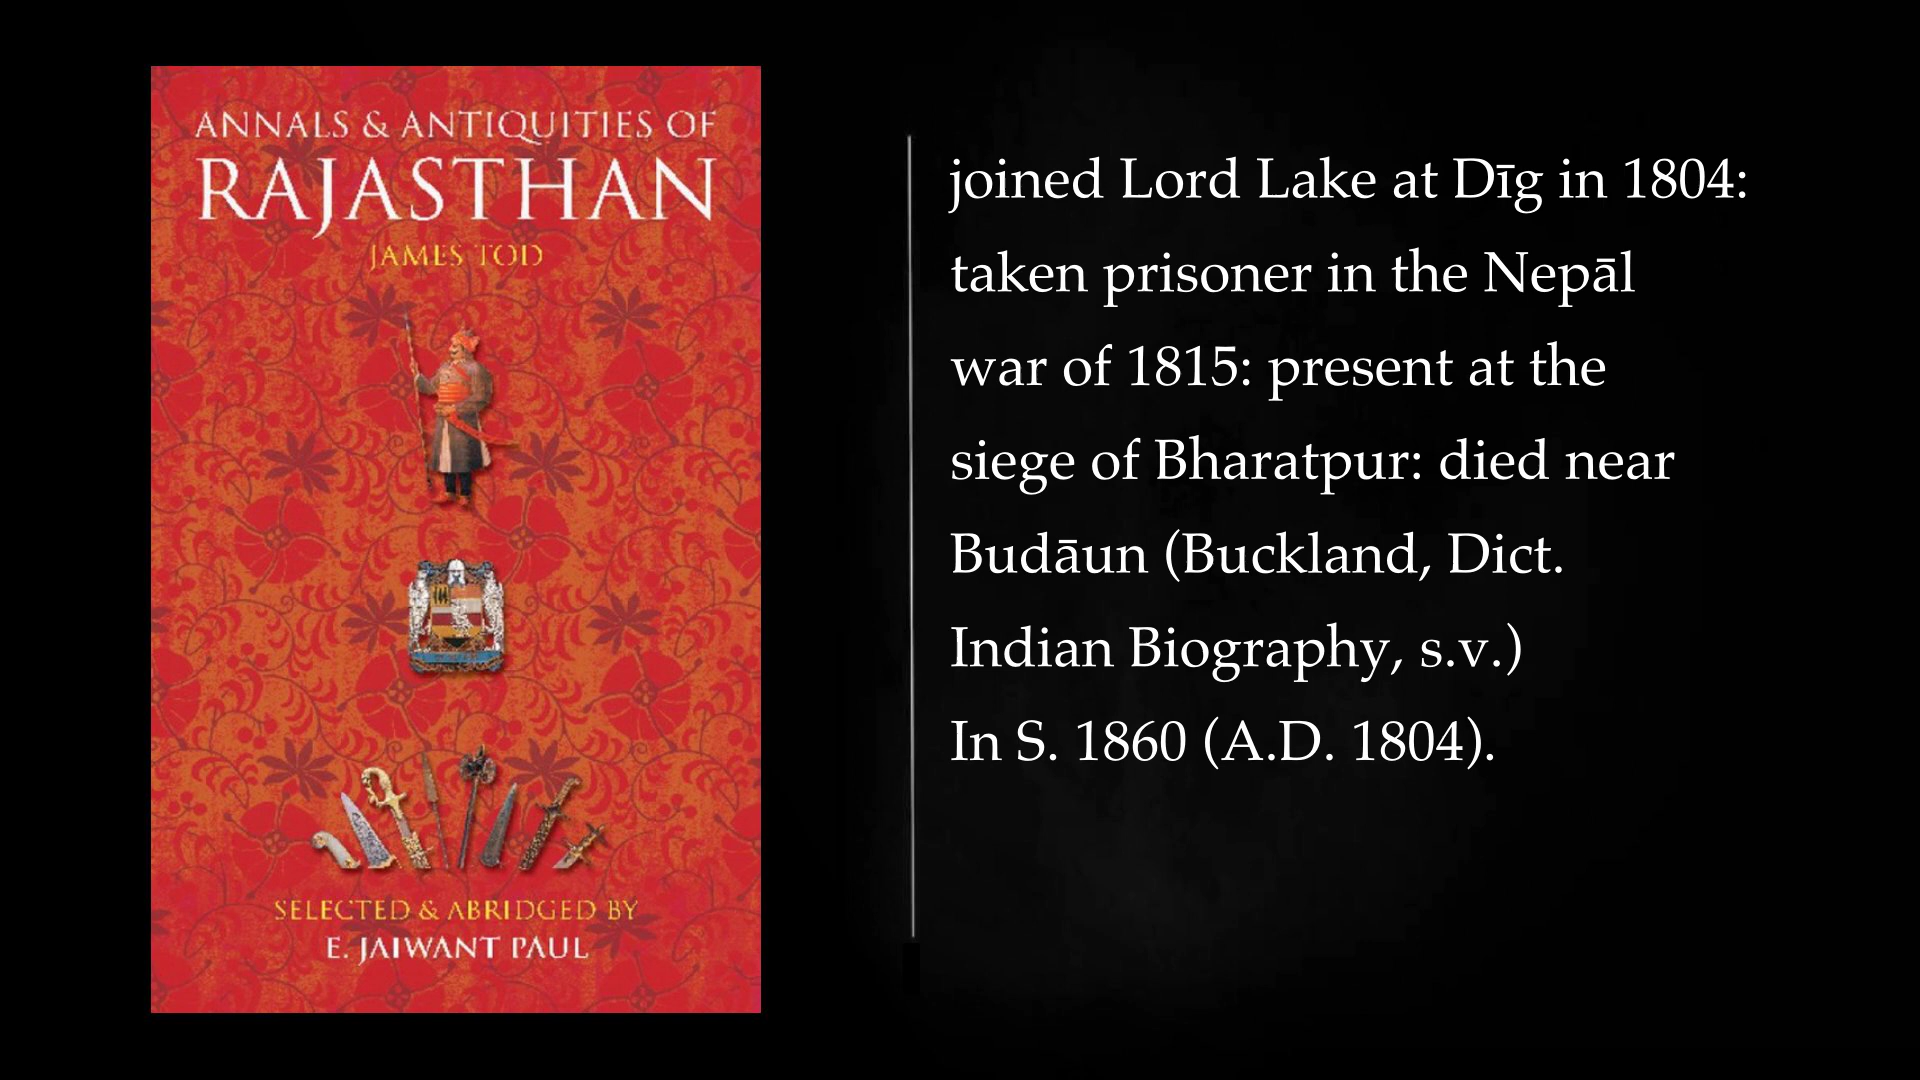 ANNALS & ANTIQUITIES OF
RAJASTHAN
JAMES TOD
SELECTED & ABRIDGED BY
E. JAIWANT PAUL
joined Lord Lake at Dīg in 1804:
taken prisoner in the Nepāl
war of 1815: present at the
siege of Bharatpur: died near
Budāun (Buckland, Dict.
Indian Biography, s.v.)
In S. 1860 (A.D. 1804).